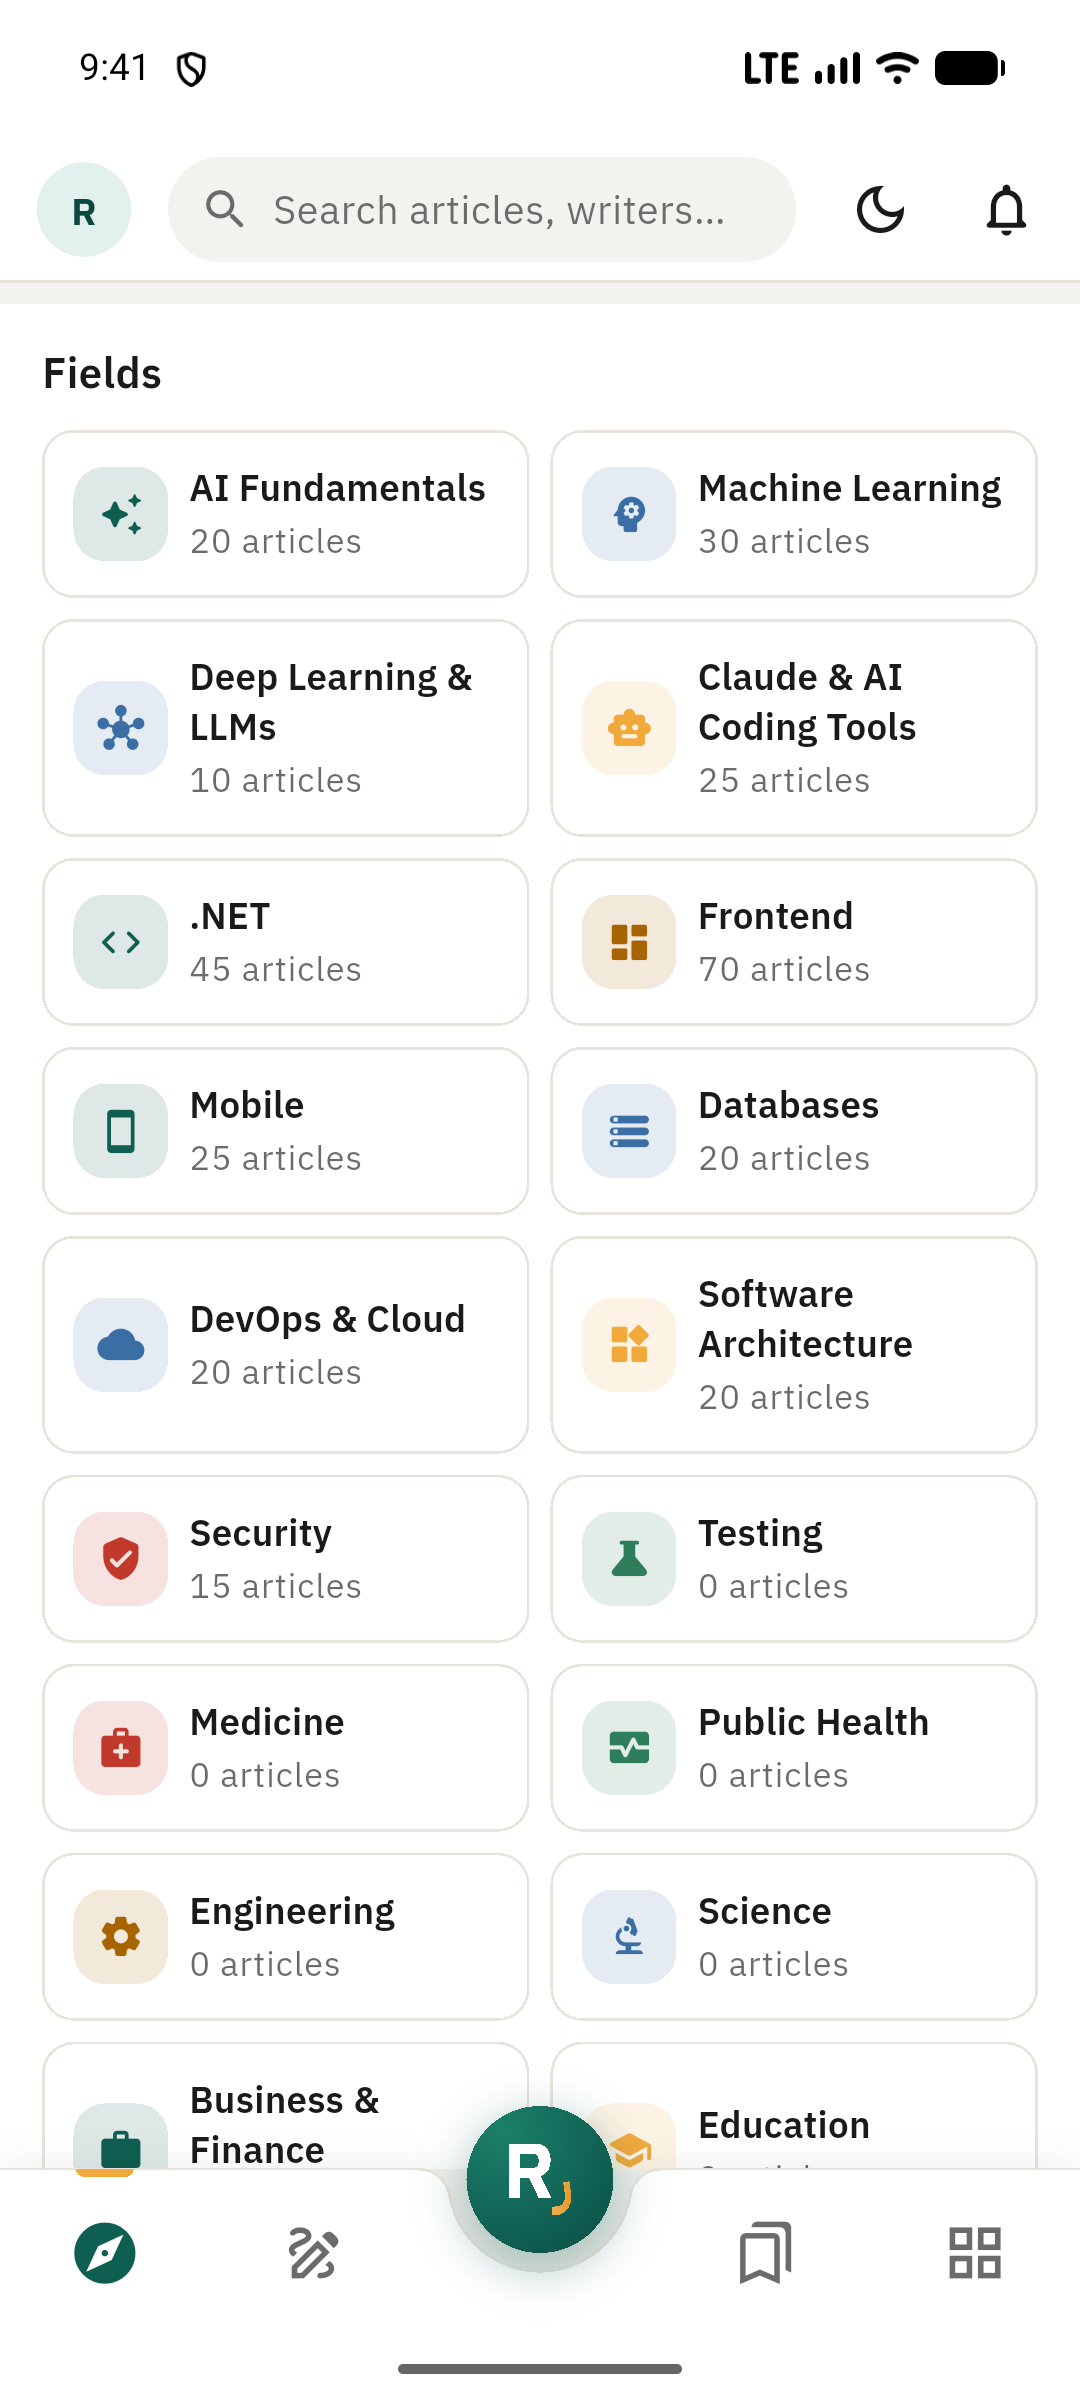 9:41
LTE
R
Search articles, writers...
Fields
AI Fundamentals
20 articles
Machine Learning
30 articles
Deep Learning &
LLMs
10 articles
Claude & AI
Coding Tools
25 articles
.NET
45 articles
Frontend
70 articles
Mobile
25 articles
Databases
20 articles
DevOps & Cloud
20 articles
Software
Architecture
20 articles
Security
15 articles
Testing
0 articles
Medicine
0 articles
Public Health
0 articles
Engineering
0 articles
Science
0 articles
Business &
Finance
Education
R